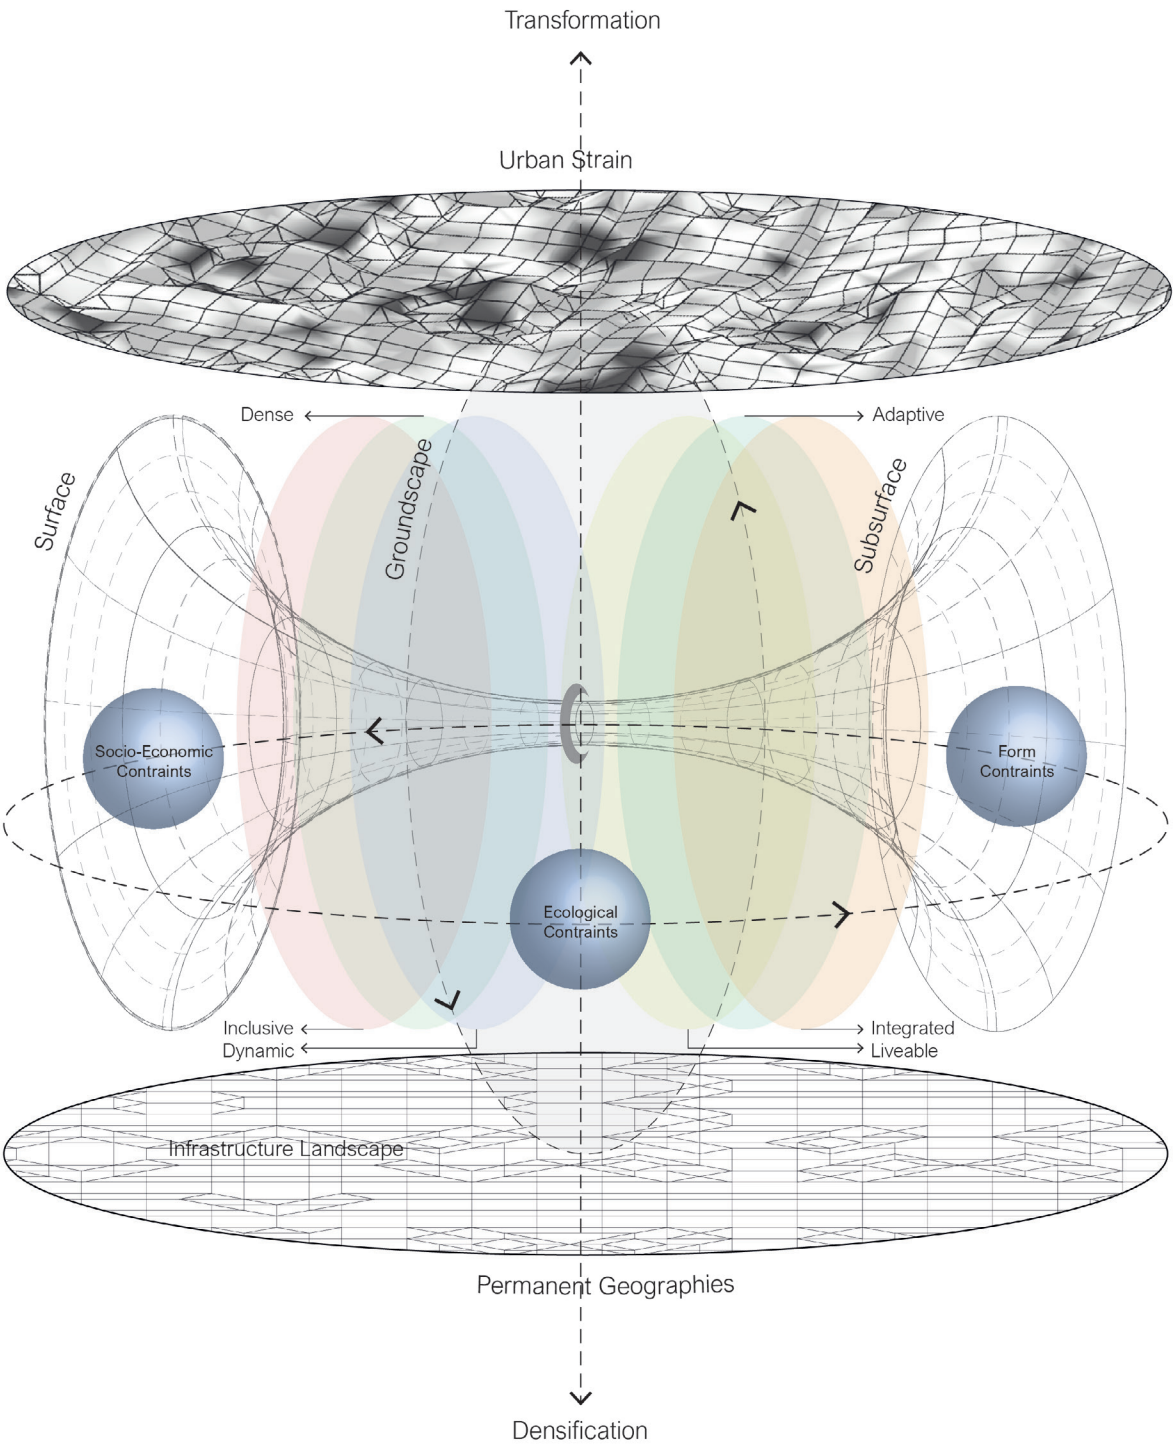 Transformation
Urban Strain
Dense
Adaptive
Surface
Groundscape
Subsurface
Socio-Economic
Contraints
Form
Contraints
Ecological
Contraints
Inclusive
Integrated
Dynamic
Liveable
Infrastructure Landscape
Permanent Geographies
Densification